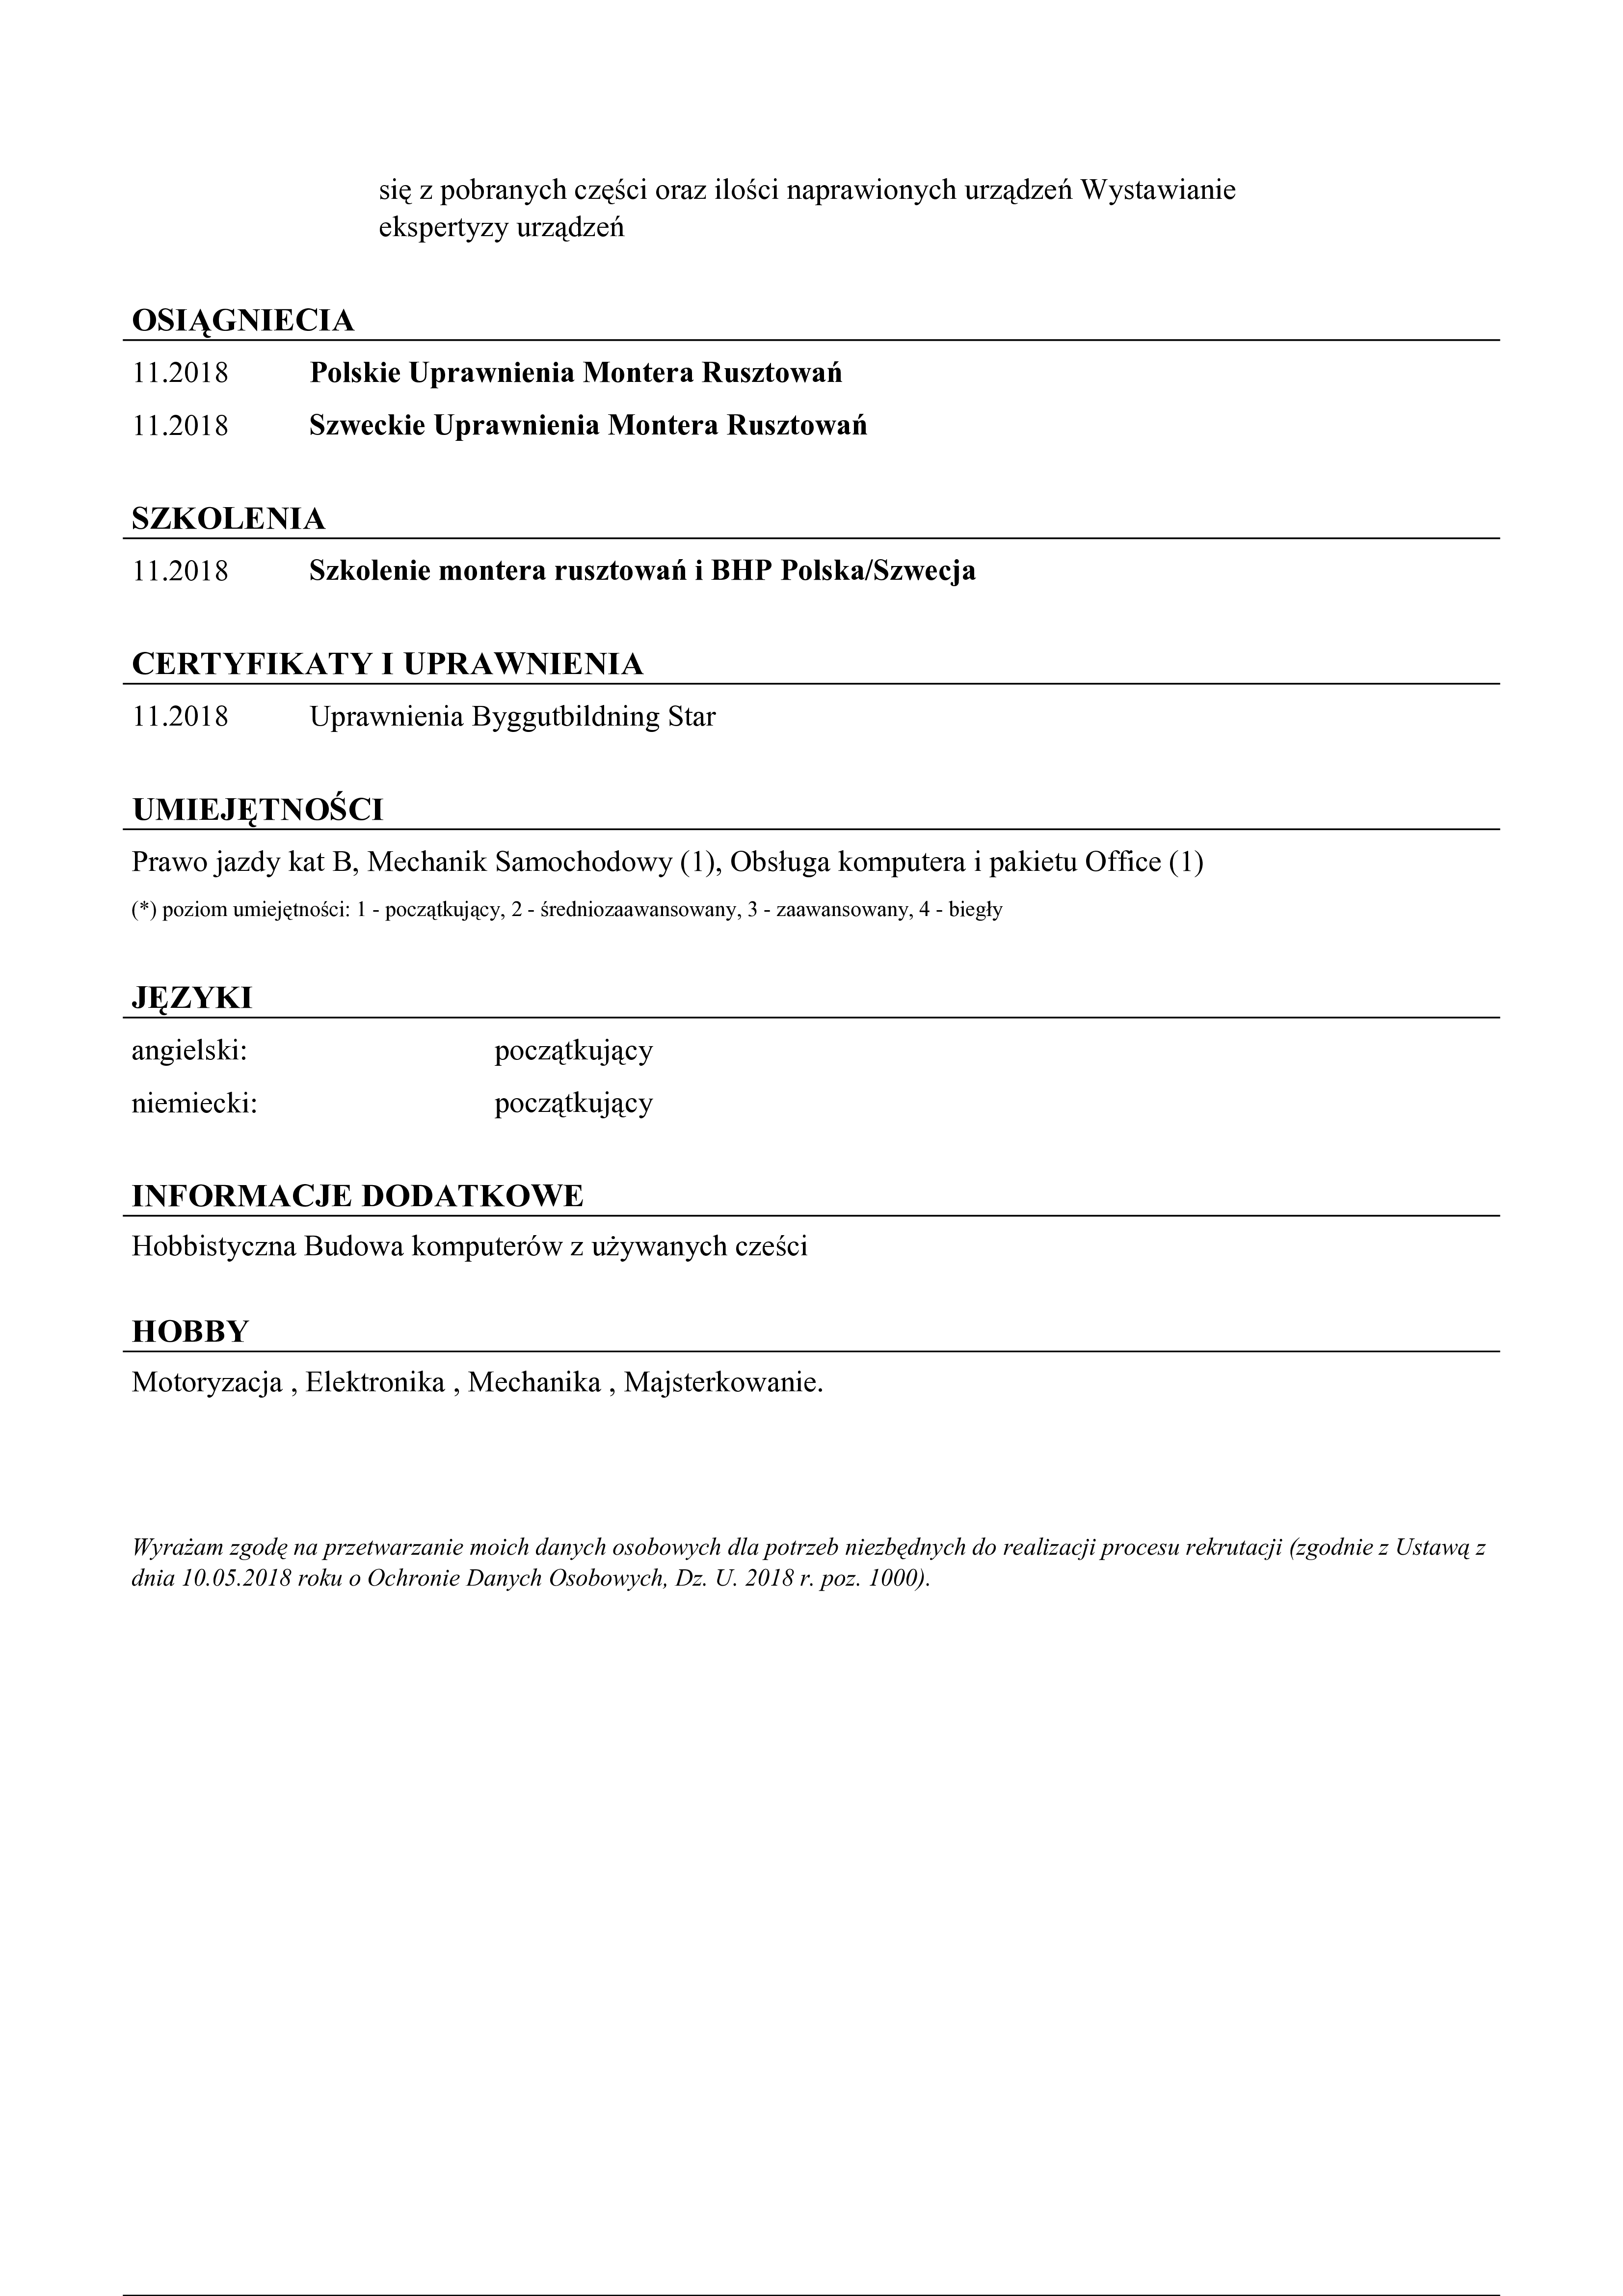 się z pobranych części oraz ilości naprawionych urządzeń Wystawianie
ekspertyzy urządzeń
OSIĄGNIECIA
11.2018 Polskie Uprawnienia Montera Rusztowań
11.2018 Szweckie Uprawnienia Montera Rusztowań
SZKOLENIA
11.2018 Szkolenie montera rusztowań i BHP Polska/Szwecja
CERTYFIKATY I UPRAWNIENIA
11.2018 Uprawnienia Byggutbildning Star
UMIEJĘTNOŚCI
Prawo jazdy kat B, Mechanik Samochodowy (1), Obsługa komputera i pakietu Office (1)
(*) poziom umiejętności: 1 - początkujący, 2 - średniozaawansowany, 3 - zaawansowany, 4 - biegły
JĘZYKI
angielski: początkujący
niemiecki: początkujący
INFORMACJE DODATKOWE
Hobbistyczna Budowa komputerów z używanych cześci
HOBBY
Motoryzacja , Elektronika , Mechanika , Majsterkowanie.
Wyrażam zgodę na przetwarzanie moich danych osobowych dla potrzeb niezbędnych do realizacji procesu rekrutacji (zgodnie z Ustawą z
dnia 10.05.2018 roku o Ochronie Danych Osobowych, Dz. U. 2018 r. poz. 1000).